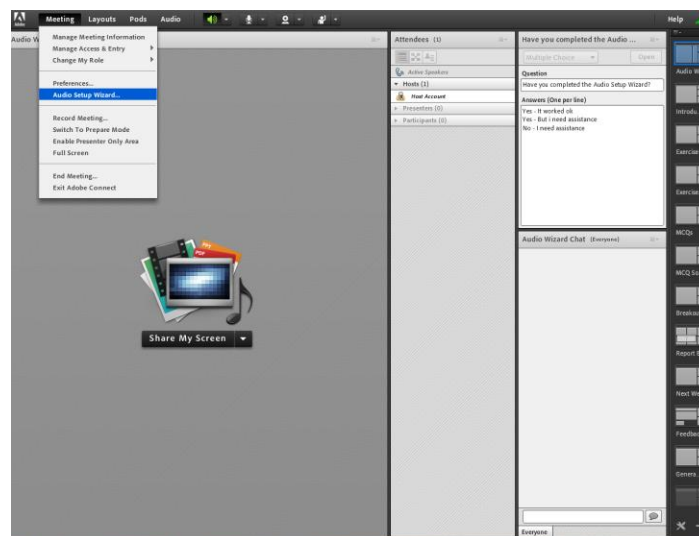 Meeting Layouts Pods Audio
Help
Audio W
Manage Meeting Information
Manage Access & Entry
Change My Role
Preferences...
Audio Setup Wizard...
Record Meeting...
Switch To Prepare Mode
Enable Presenter Only Area
Full Screen
End Meeting...
Exit Adobe Connect
PDF
Share My Screen
Attendees (1)
Active Speakers
Hosts (1)
Host Account
Presenters (0)
Participants (0)
Have you completed the Audio ...
Multiple Choice
Open
Question
Have you completed the Audio Setup Wizard?
Answers (One per line)
Yes - It worked ok
Yes - But i need assistance
No - I need assistance
Audio Wizard Chat (Everyone)
Everyone
Audio W
Introdu
Exercise
Exercise
MCQs
MCQ So
Breakou
Report B
Next We
Feedbac
Genera